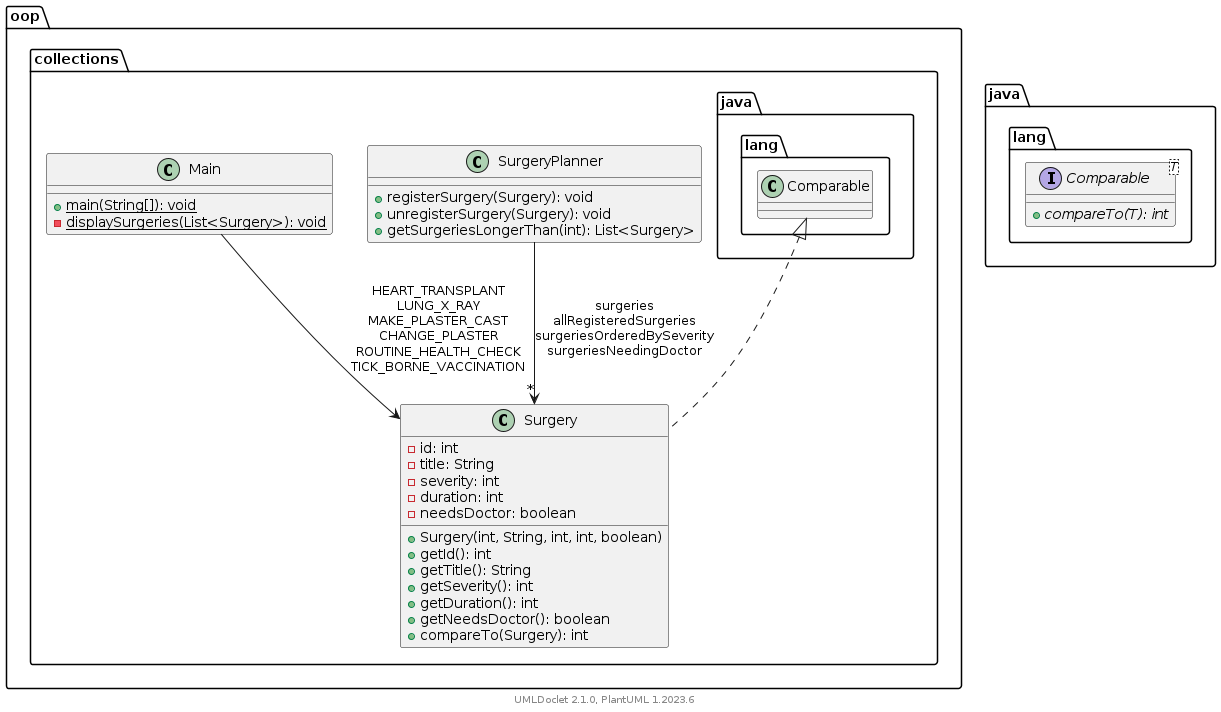 oop
collections
java
lang
C Comparable
C Main
main(String[]): void
displaySurgeries(List<Surgery>): void
C SurgeryPlanner
registerSurgery(Surgery): void
unregisterSurgery(Surgery): void
getSurgeriesLongerThan(int): List<Surgery>
java
lang
I Comparable T
compareTo(T): int
HEART_TRANSPLANT
LUNG_X_RAY
MAKE_PLASTER_CAST
CHANGE_PLASTER
ROUTINE_HEALTH_CHECK
TICK_BORNE_VACCINATION
surgeries
allRegisteredSurgeries
surgeriesOrderedBySeverity
surgeriesNeedingDoctor
*
C Surgery
id: int
title: String
severity: int
duration: int
needsDoctor: boolean
Surgery(int, String, int, int, boolean)
getId(): int
getTitle(): String
getSeverity(): int
getDuration(): int
getNeedsDoctor(): boolean
compareTo(Surgery): int
UMLDoclet 2.1.0, PlantUML 1.2023.6